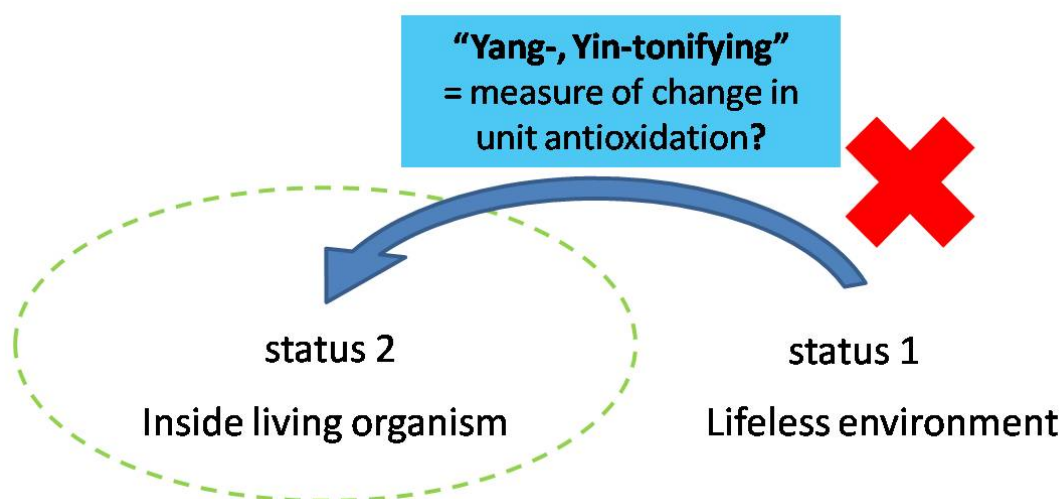 “Yang-, Yin-tonifying”
= measure of change in
unit antioxidation?
status 2
status 1
Inside living organism
Lifeless environment